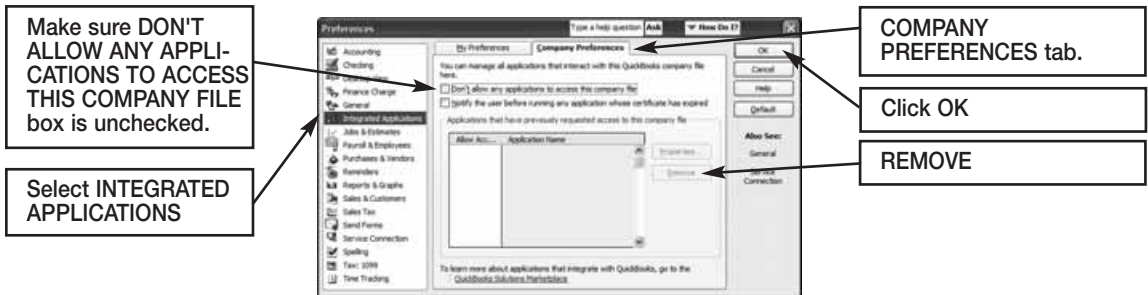 Make sure DON'T
ALLOW ANY APPLI-
CATIONS TO ACCESS
THIS COMPANY FILE
box is unchecked.
Select INTEGRATED
APPLICATIONS
Preferences
Type a help question Ask
How Do I?
Accounting
Checking
Desktop View
Finance Charge
General
Integrated Applications
Jobs & Estimates
Payroll & Employees
Purchases & Vendors
Reminders
Reports & Graphs
Sales & Customers
Sales Tax
Send Forms
Service Connection
Spelling
Tax: 1099
Time Tracking
My Preferences
Company Preferences
You can manage all applications that interact with this QuickBooks company file
here.
Don't allow any applications to access this company file
Notify the user before running any application whose certificate has expired
Applications that have previously requested access to this company file
Allow Acc...
Application Name
Properties...
Remove
To learn more about applications that integrate with QuickBooks, go to the
QuickBooks Solutions Marketplace
OK
Cancel
Help
Default
Also See:
General
Service
Connection
COMPANY
PREFERENCES tab.
Click OK
REMOVE